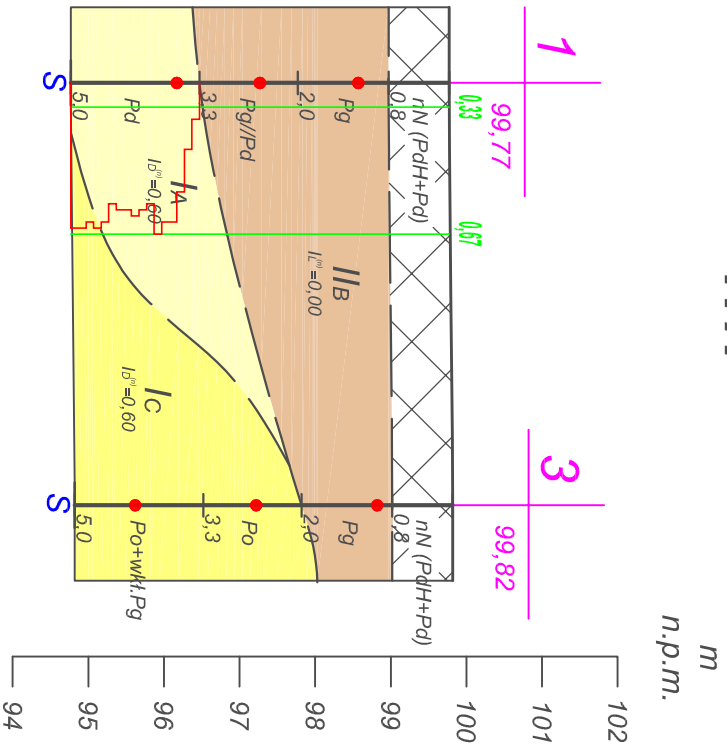 1
99,77
3
99,82
0,33
0,67
nN (PdH+Pd)
0,8
Pg
2,0
Pg//Pd
3,3
Pd
5,0
S
nN (PdH+Pd)
0,8
Pg
2,0
Po
3,3
Po+wkł.Pg
5,0
S
IIB
IL(n)=0,00
IA
ID(n)=0,60
IC
ID(n)=0,60
m
n.p.m.
102
101
100
99
98
97
96
95
94